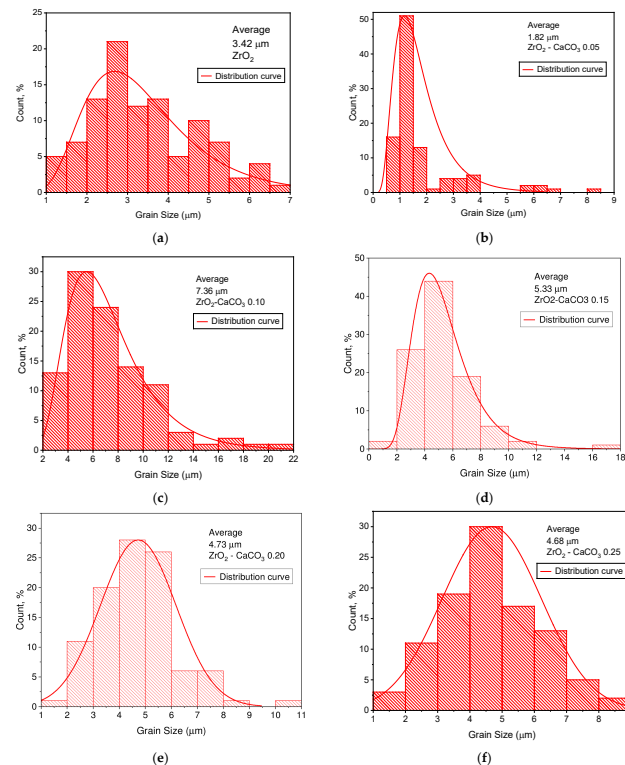 25
20
15
10
5
0
Count, %
1
2
3
4
5
6
7
Grain Size (μm)
Average
3.42 μm
ZrO₂
Distribution curve
(a)
50
40
30
20
10
0
Count, %
0
1
2
3
4
5
6
7
8
9
Grain Size (μm)
Average
1.82 μm
ZrO₂ - CaCO₃ 0.05
Distribution curve
(b)
30
25
20
15
10
5
0
Count, %
2
4
6
8
10
12
14
16
18
20
22
Grain Size (μm)
Average
7.36 μm
ZrO₂-CaCO₃ 0.10
Distribution curve
(c)
50
40
30
20
10
0
Count, %
0
2
4
6
8
10
12
14
16
18
Grain Size (μm)
Average
5.33 μm
ZrO2-CaCO3 0.15
Distribution curve
(d)
30
25
20
15
10
5
0
Count, %
1
2
3
4
5
6
7
8
9
10
11
Grain Size (μm)
Average
4.73 μm
ZrO₂ - CaCO₃ 0.20
Distribution curve
(e)
30
25
20
15
10
5
0
Count, %
1
2
3
4
5
6
7
8
Grain Size (μm)
Average
4.68 μm
ZrO₂ - CaCO₃ 0.25
Distribution curve
(f)